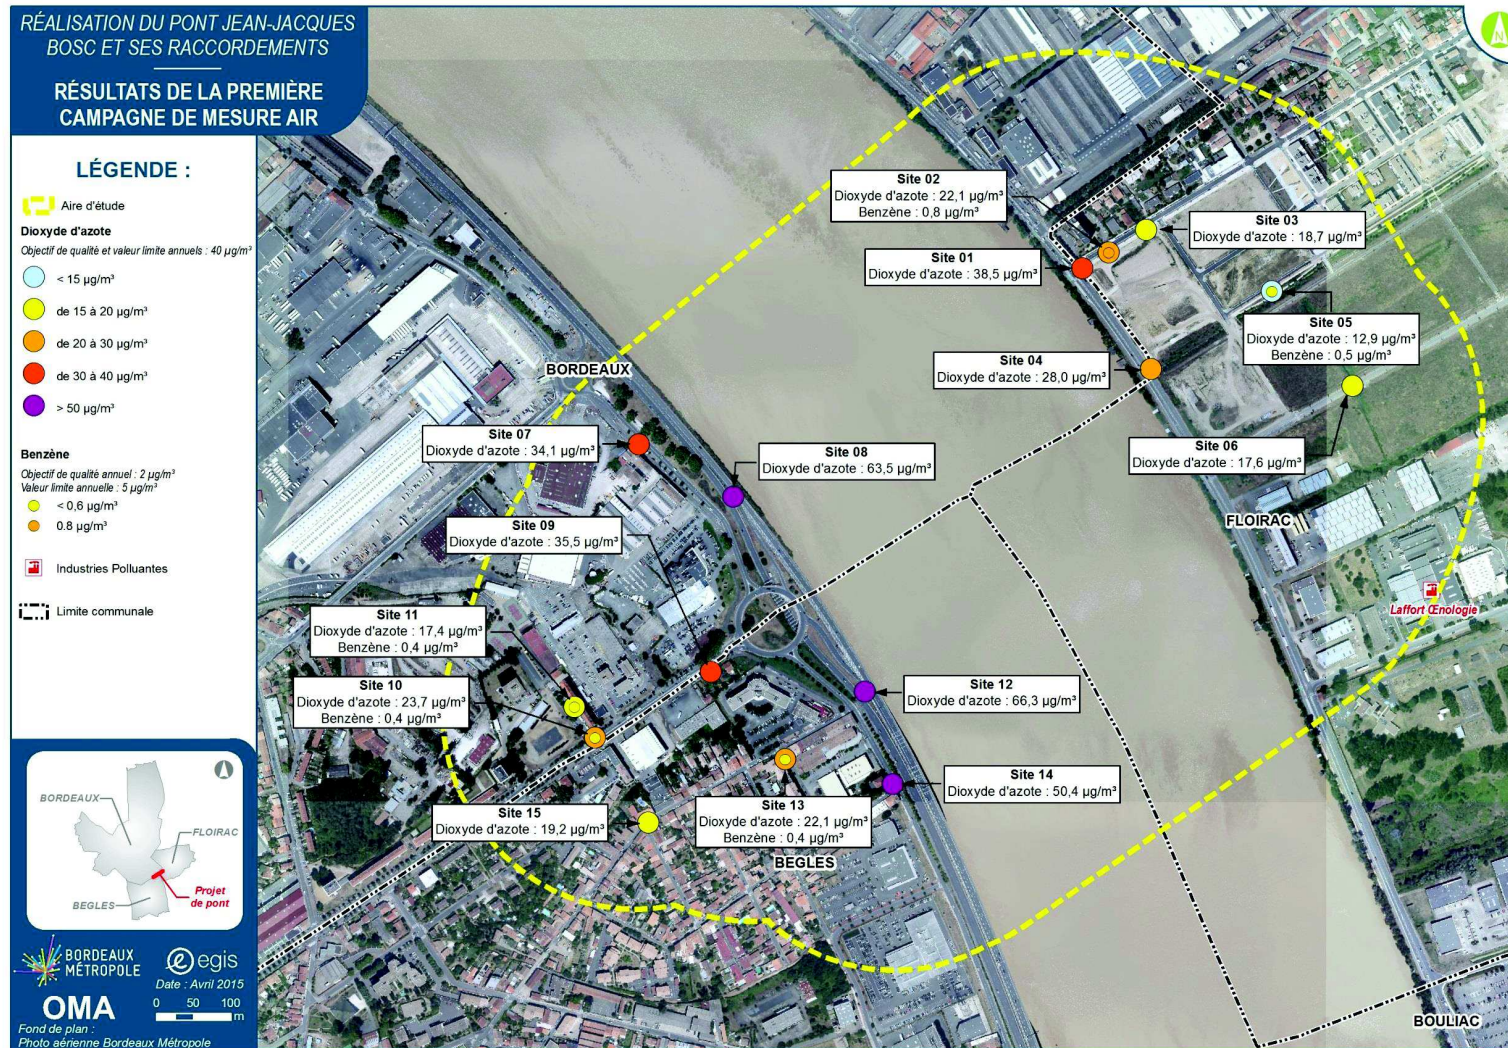 RÉALISATION DU PONT JEAN-JACQUES
BOSC ET SES RACCORDEMENTS
RÉSULTATS DE LA PREMIÈRE
CAMPAGNE DE MESURE AIR
LÉGENDE :
Aire d'étude
Dioxyde d'azote
Objectif de qualité et valeur limite annuels : 40 µg/m³
< 15 µg/m³
de 15 à 20 µg/m³
de 20 à 30 µg/m³
de 30 à 40 µg/m³
> 50 µg/m³
Benzène
Objectif de qualité annuel : 2 µg/m³
Valeur limite annuelle : 5 µg/m³
< 0,6 µg/m³
0.8 µg/m³
Industries Polluantes
Limite communale
BORDEAUX
FLOIRAC
BEGLES
Projet
de pont
BORDEAUX
MÉTROPOLE
egis
Date : Avril 2015
OMA
0 50 100
m
Fond de plan :
Photo aérienne Bordeaux Métropole
N
Site 02
Dioxyde d'azote : 22,1 µg/m³
Benzène : 0,8 µg/m³
Site 03
Dioxyde d'azote : 18,7 µg/m³
Site 01
Dioxyde d'azote : 38,5 µg/m³
Site 05
Dioxyde d'azote : 12,9 µg/m³
Benzène : 0,5 µg/m³
Site 04
Dioxyde d'azote : 28,0 µg/m³
BORDEAUX
Site 06
Dioxyde d'azote : 17,6 µg/m³
Site 07
Dioxyde d'azote : 34,1 µg/m³
Site 08
Dioxyde d'azote : 63,5 µg/m³
Site 09
Dioxyde d'azote : 35,5 µg/m³
FLOIRAC
Laffort Œnologie
Site 11
Dioxyde d'azote : 17,4 µg/m³
Benzène : 0,4 µg/m³
Site 10
Dioxyde d'azote : 23,7 µg/m³
Benzène : 0,4 µg/m³
Site 12
Dioxyde d'azote : 66,3 µg/m³
Site 14
Dioxyde d'azote : 50,4 µg/m³
Site 15
Dioxyde d'azote : 19,2 µg/m³
Site 13
Dioxyde d'azote : 22,1 µg/m³
Benzène : 0,4 µg/m³
BEGLES
BOULIAC